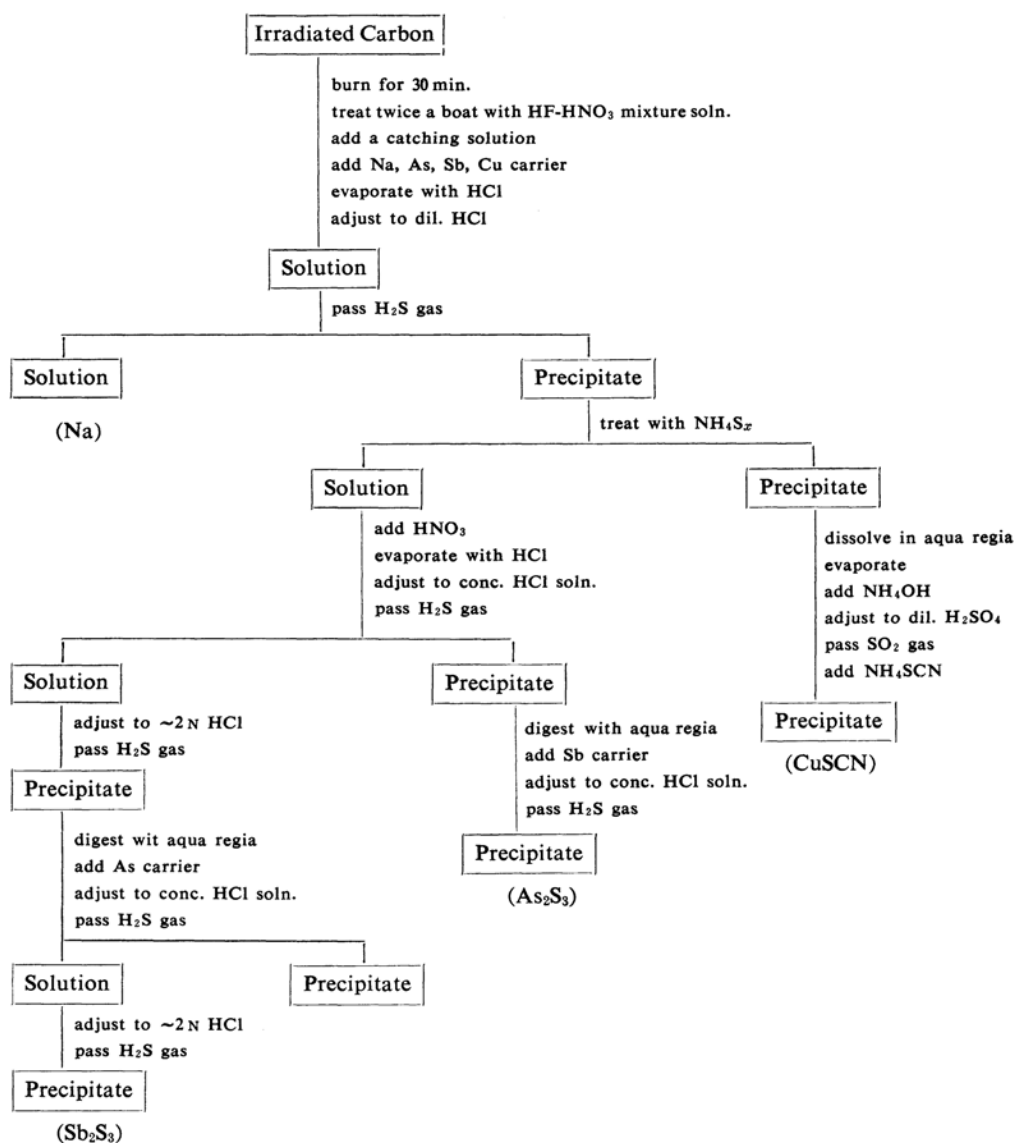 Irradiated Carbon
burn for 30 min.
treat twice a boat with HF-HNO₃ mixture soln.
add a catching solution
add Na, As, Sb, Cu carrier
evaporate with HCl
adjust to dil. HCl
Solution
pass H₂S gas
Solution
(Na)
Precipitate
treat with NH₄Sₓ
Solution
add HNO₃
evaporate with HCl
adjust to conc. HCl soln.
pass H₂S gas
Precipitate
dissolve in aqua regia
evaporate
add NH₄OH
adjust to dil. H₂SO₄
pass SO₂ gas
add NH₄SCN
Precipitate
(CuSCN)
Solution
adjust to ~2 N HCl
pass H₂S gas
Precipitate
digest wit aqua regia
add As carrier
adjust to conc. HCl soln.
pass H₂S gas
Precipitate
digest with aqua regia
add Sb carrier
adjust to conc. HCl soln.
pass H₂S gas
Precipitate
(As₂S₃)
Solution
adjust to ~2 N HCl
pass H₂S gas
Precipitate
(Sb₂S₃)
Precipitate